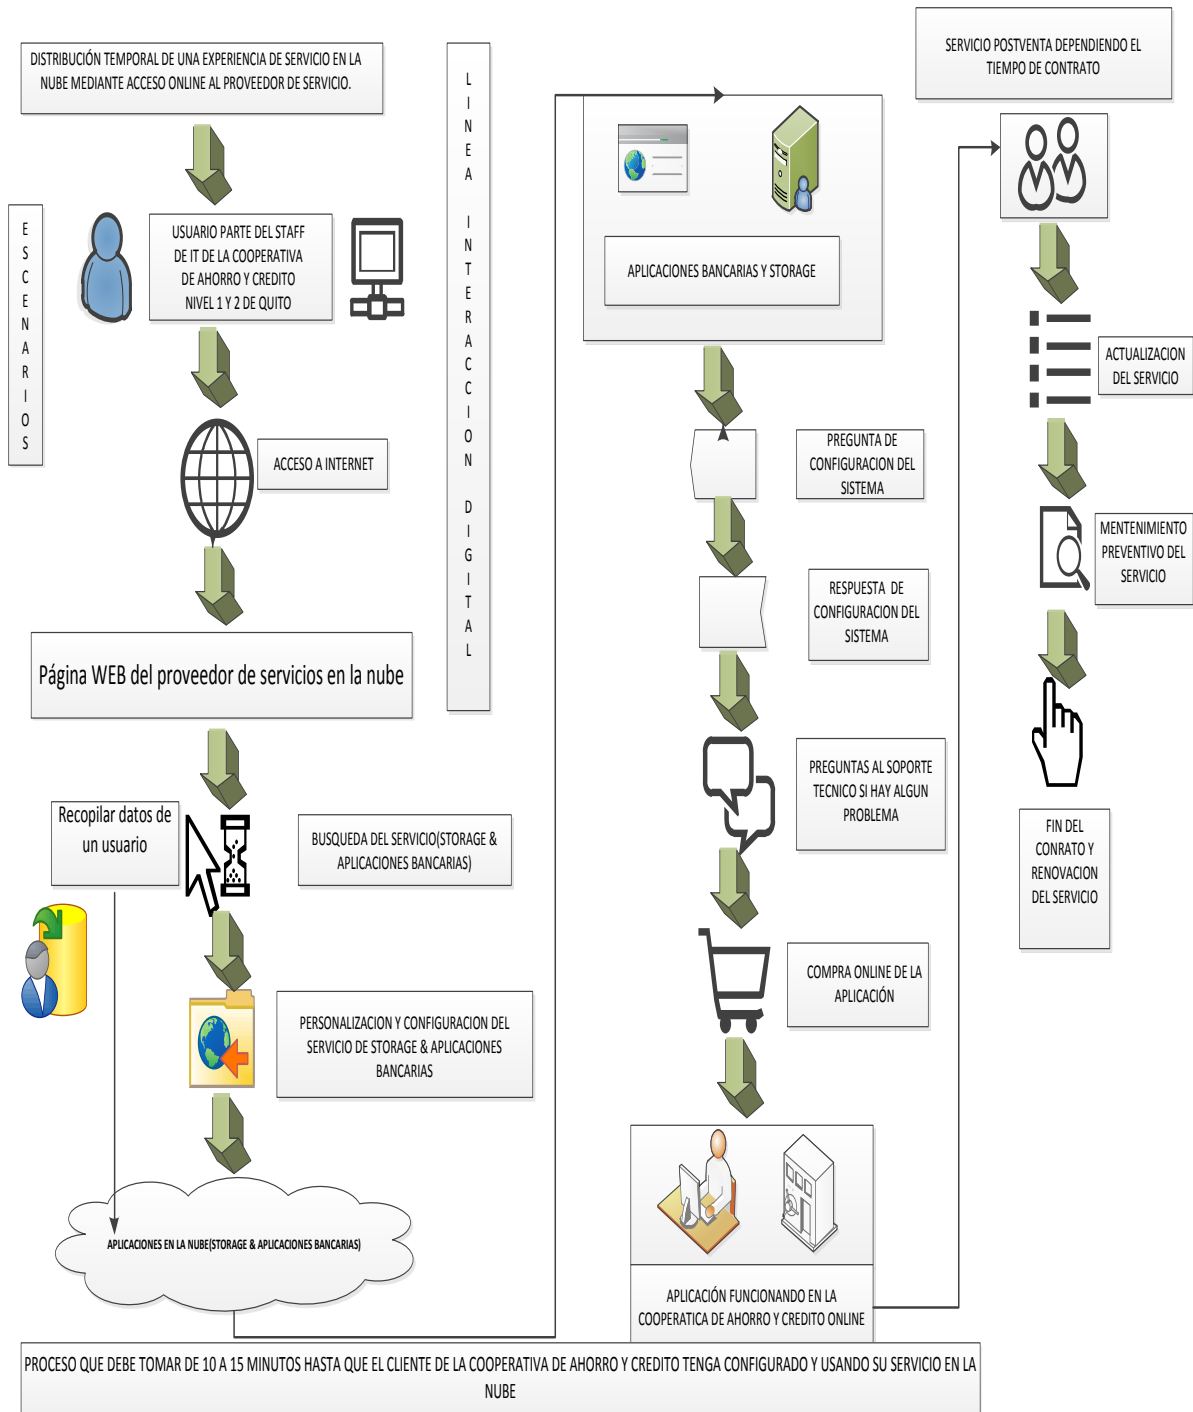 DISTRIBUCIÓN TEMPORAL DE UNA EXPERIENCIA DE SERVICIO EN LA
NUBE MEDIANTE ACCESO ONLINE AL PROVEEDOR DE SERVICIO.
ESCENARIOS
USUARIO PARTE DEL STAFF
DE IT DE LA COOPERATIVA
DE AHORRO Y CREDITO
NIVEL 1 Y 2 DE QUITO
ACCESO A INTERNET
Página WEB del proveedor de servicios en la nube
Recopilar datos de
un usuario
BUSQUEDA DEL SERVICIO(STORAGE &
APLICACIONES BANCARIAS)
PERSONALIZACION Y CONFIGURACION DEL
SERVICIO DE STORAGE & APLICACIONES
BANCARIAS
APLICACIONES EN LA NUBE(STORAGE & APLICACIONES BANCARIAS)
LINEA INTERACCION DIGITAL
APLICACIONES BANCARIAS Y STORAGE
PREGUNTA DE
CONFIGURACION DEL
SISTEMA
RESPUESTA DE
CONFIGURACION DEL
SISTEMA
PREGUNTAS AL SOPORTE
TECNICO SI HAY ALGUN
PROBLEMA
COMPRA ONLINE DE LA
APLICACIÓN
APLICACIÓN FUNCIONANDO EN LA
COOPERATICA DE AHORRO Y CREDITO ONLINE
SERVICIO POSTVENTA DEPENDIENDO EL
TIEMPO DE CONTRATO
ACTUALIZACION
DEL SERVICIO
MENTENIMIENTO
PREVENTIVO DEL
SERVICIO
FIN DEL
CONRATO Y
RENOVACION
DEL SERVICIO
PROCESO QUE DEBE TOMAR DE 10 A 15 MINUTOS HASTA QUE EL CLIENTE DE LA COOPERATIVA DE AHORRO Y CREDITO TENGA CONFIGURADO Y USANDO SU SERVICIO EN LA
NUBE